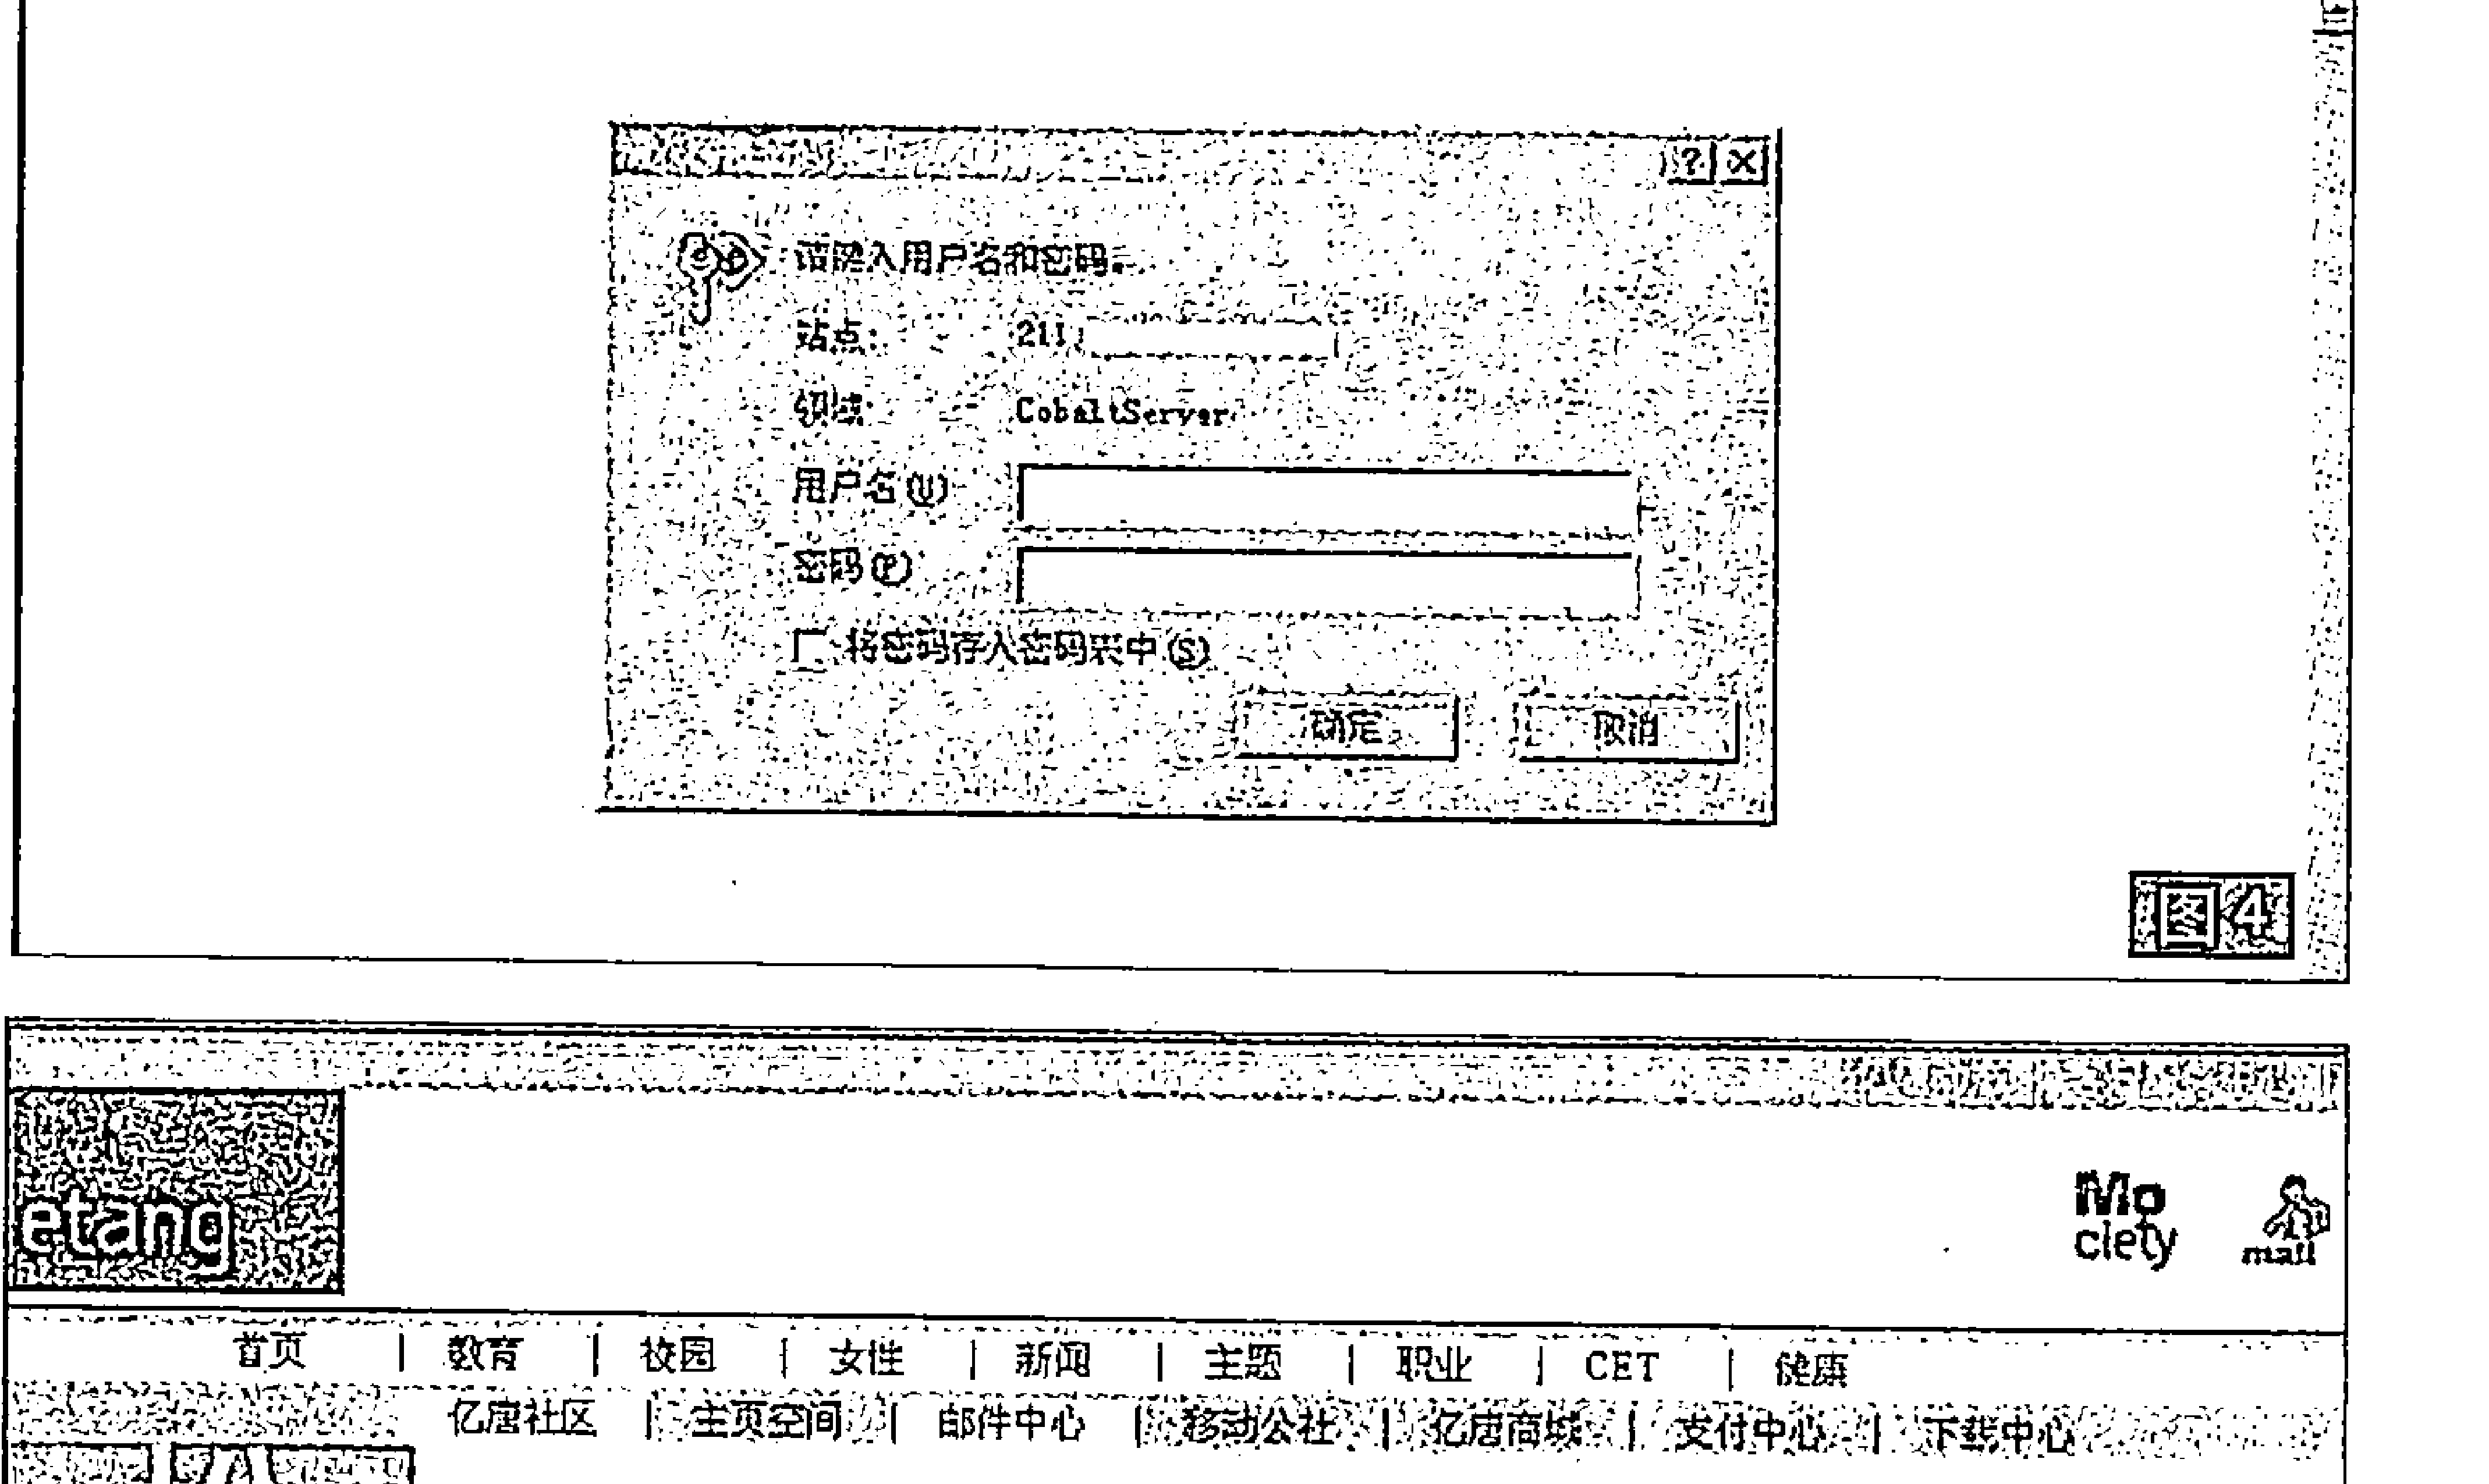 请键入用户名和密码。
站点: 211
领域: CobaltServer
用户名(U)
密码(P)
将密码存入密码表中(S)
确定 取消
图4
etang
Mo
ciety
mall
首页 | 教育 | 校园 | 女性 | 新闻 | 主题 | 职业 | CET | 健康
亿唐社区 | 主页空间 | 邮件中心 | 移动公社 | 亿唐商城 | 支付中心 | 下载中心